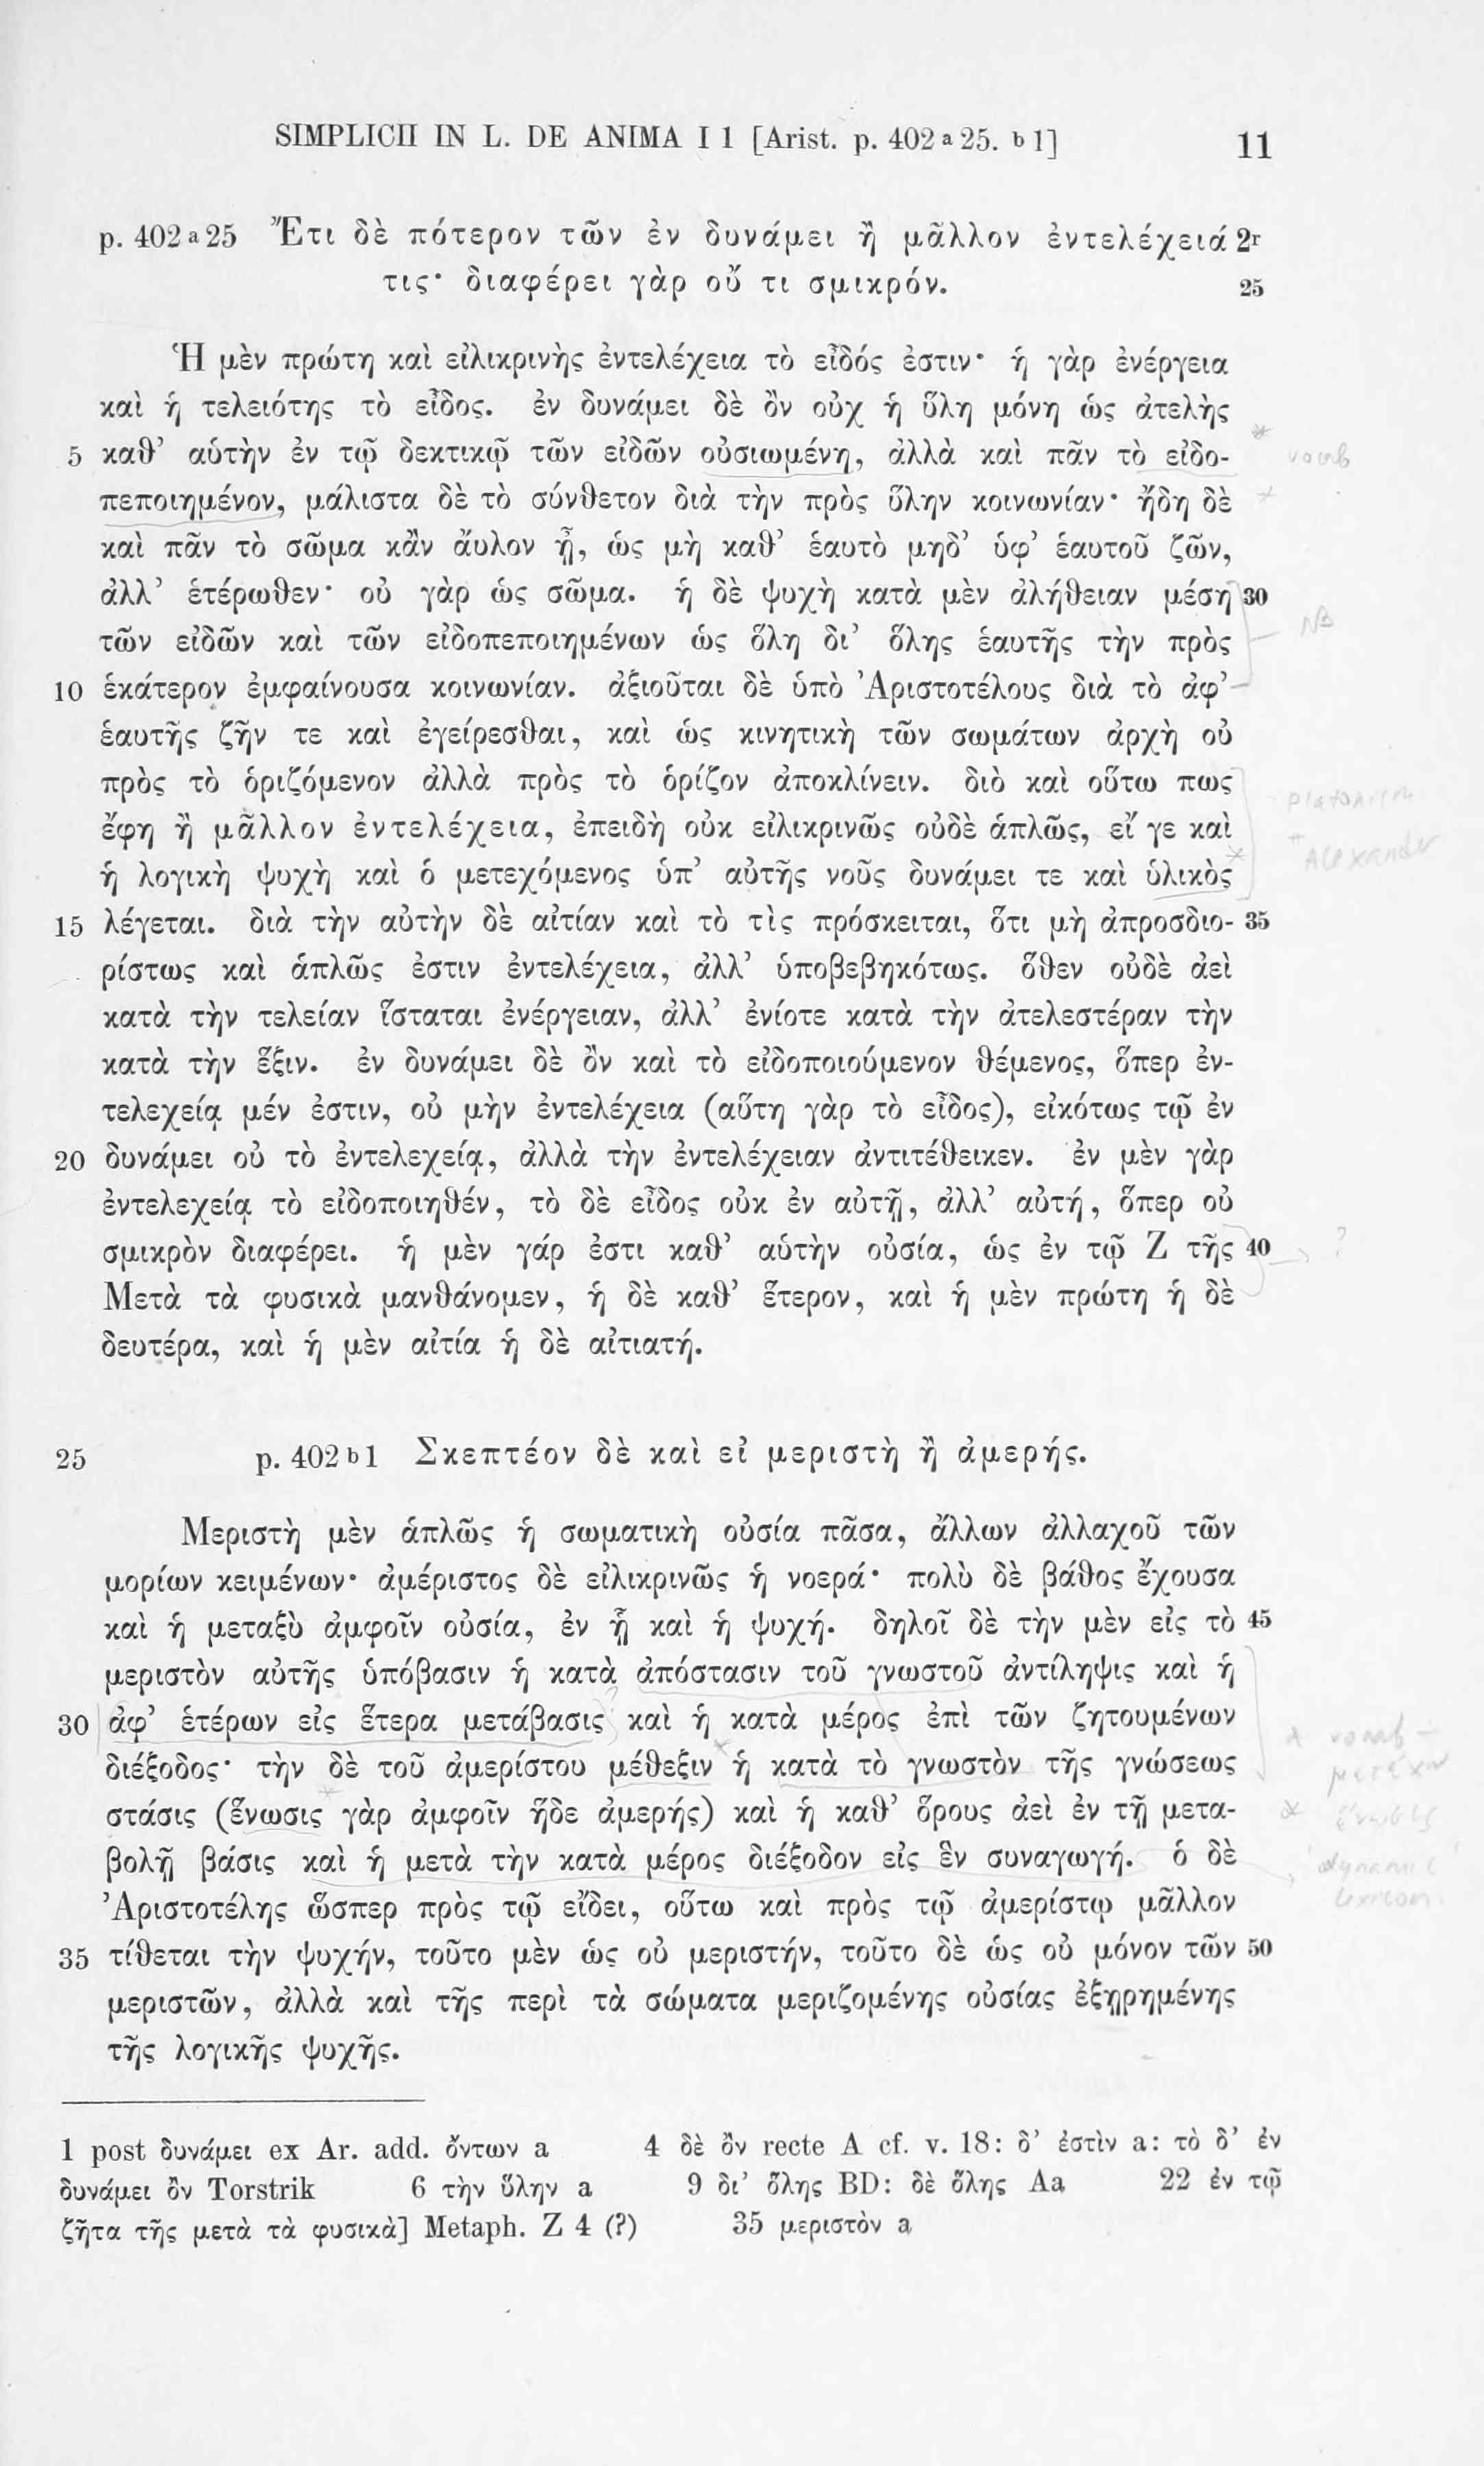 SIMPLICII IN L. DE ANIMA I 1 [Arist. p. 402 a 25. b 1] 11
p. 402 a 25 Ἔτι δὲ πότερον τῶν ἐν δυνάμει ἢ μᾶλλον ἐντελέχειά 2r
τις· διαφέρει γὰρ οὔ τι σμικρόν. 25
Ἡ μὲν πρώτη καὶ εἰλικρινὴς ἐντελέχεια τὸ εἶδός ἐστιν· ἡ γὰρ ἐνέργεια
καὶ ἡ τελειότης τὸ εἶδος. ἐν δυνάμει δὲ ὂν οὐχ ἡ ὕλη μόνη ὡς ἀτελὴς
5 καθ’ αὑτὴν ἐν τῷ δεκτικῷ τῶν εἰδῶν οὐσιωμένη, ἀλλὰ καὶ πᾶν τὸ εἰδο- vocab
πεποιημένον, μάλιστα δὲ τὸ σύνθετον διὰ τὴν πρὸς ὕλην κοινωνίαν· ἤδη δὲ
καὶ πᾶν τὸ σῶμα κἂν ἄυλον ᾖ, ὡς μὴ καθ’ ἑαυτὸ μηδ’ ὑφ’ ἑαυτοῦ ζῶν,
ἀλλ’ ἑτέρωθεν· οὐ γὰρ ὡς σῶμα. ἡ δὲ ψυχὴ κατὰ μὲν ἀλήθειαν μέση 30
τῶν εἰδῶν καὶ τῶν εἰδοπεποιημένων ὡς ὅλη δι’ ὅλης ἑαυτῆς τὴν πρὸς NB
10 ἑκάτερον ἐμφαίνουσα κοινωνίαν. ἀξιοῦται δὲ ὑπὸ Ἀριστοτέλους διὰ τὸ ἀφ’
ἑαυτῆς ζῆν τε καὶ ἐγείρεσθαι, καὶ ὡς κινητικὴ τῶν σωμάτων ἀρχὴ οὐ
πρὸς τὸ ὁριζόμενον ἀλλὰ πρὸς τὸ ὁρίζον ἀποκλίνειν. διὸ καὶ οὕτω πως Platonism
ἔφη ἢ μᾶλλον ἐντελέχεια, ἐπειδὴ οὐκ εἰλικρινῶς οὐδὲ ἁπλῶς, εἴ γε καὶ + Alexander
ἡ λογικὴ ψυχὴ καὶ ὁ μετεχόμενος ὑπ’ αὐτῆς νοῦς δυνάμει τε καὶ ὑλικὸς
15 λέγεται. διὰ τὴν αὐτὴν δὲ αἰτίαν καὶ τὸ τὶς πρόσκειται, ὅτι μὴ ἀπροσδιο- 35
ρίστως καὶ ἁπλῶς ἐστιν ἐντελέχεια, ἀλλ’ ὑποβεβηκότως. ὅθεν οὐδὲ ἀεὶ
κατὰ τὴν τελείαν ἵσταται ἐνέργειαν, ἀλλ’ ἐνίοτε κατὰ τὴν ἀτελεστέραν τὴν
κατὰ τὴν ἕξιν. ἐν δυνάμει δὲ ὂν καὶ τὸ εἰδοποιούμενον θέμενος, ὅπερ ἐν-
τελεχείᾳ μέν ἐστιν, οὐ μὴν ἐντελέχεια (αὕτη γὰρ τὸ εἶδος), εἰκότως τῷ ἐν
20 δυνάμει οὐ τὸ ἐντελεχείᾳ, ἀλλὰ τὴν ἐντελέχειαν ἀντιτέθεικεν. ἐν μὲν γὰρ
ἐντελεχείᾳ τὸ εἰδοποιηθέν, τὸ δὲ εἶδος οὐκ ἐν αὐτῇ, ἀλλ’ αὐτή, ὅπερ οὐ
σμικρὸν διαφέρει. ἡ μὲν γάρ ἐστι καθ’ αὑτὴν οὐσία, ὡς ἐν τῷ Ζ τῆς 40 ?
Μετὰ τὰ φυσικὰ μανθάνομεν, ἡ δὲ καθ’ ἕτερον, καὶ ἡ μὲν πρώτη ἡ δὲ
δευτέρα, καὶ ἡ μὲν αἰτία ἡ δὲ αἰτιατή.
25 p. 402 b 1 Σκεπτέον δὲ καὶ εἰ μεριστὴ ἢ ἀμερής.
Μεριστὴ μὲν ἁπλῶς ἡ σωματικὴ οὐσία πᾶσα, ἄλλων ἀλλαχοῦ τῶν
μορίων κειμένων· ἀμέριστος δὲ εἰλικρινῶς ἡ νοερά· πολὺ δὲ βάθος ἔχουσα
καὶ ἡ μεταξὺ ἀμφοῖν οὐσία, ἐν ᾗ καὶ ἡ ψυχή. δηλοῖ δὲ τὴν μὲν εἰς τὸ 45
μεριστὸν αὐτῆς ὑπόβασιν ἡ κατὰ ἀπόστασιν τοῦ γνωστοῦ ἀντίληψις καὶ ἡ
30 ἀφ’ ἑτέρων εἰς ἕτερα μετάβασις καὶ ἡ κατὰ μέρος ἐπὶ τῶν ζητουμένων
διέξοδος· τὴν δὲ τοῦ ἀμερίστου μέθεξιν ἡ κατὰ τὸ γνωστὸν τῆς γνώσεως
στάσις (ἕνωσις γὰρ ἀμφοῖν ἥδε ἀμερής) καὶ ἡ καθ’ ὅρους ἀεὶ ἐν τῇ μετα- ἕνωσις
βολῇ βάσις καὶ ἡ μετὰ τὴν κατὰ μέρος διέξοδον εἰς ἓν συναγωγή. ὁ δὲ 'dynamic'
Ἀριστοτέλης ὥσπερ πρὸς τῷ εἴδει, οὕτω καὶ πρὸς τῷ ἀμερίστῳ μᾶλλον lexicon.
35 τίθεται τὴν ψυχήν, τοῦτο μὲν ὡς οὐ μεριστήν, τοῦτο δὲ ὡς οὐ μόνον τῶν 50
μεριστῶν, ἀλλὰ καὶ τῆς περὶ τὰ σώματα μεριζομένης οὐσίας ἐξῃρημένης
τῆς λογικῆς ψυχῆς.
1 post δυνάμει ex Ar. add. ὄντων a 4 δὲ ὂν recte A cf. v. 18: δ’ ἐστὶν a: τὸ δ’ ἐν
δυνάμει ὂν Torstrik 6 τὴν ὕλην a 9 δι’ ὅλης BD: δὲ ὅλης Aa 22 ἐν τῷ
ζῆτα τῆς μετὰ τὰ φυσικὰ] Metaph. Z 4 (?) 35 μεριστὸν a